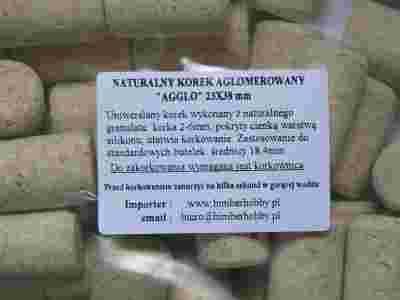 NATURALNY KOREK AGLOMEROWANY
"AGGLO" 23X38 mm
Uniwersalny korek wykonany z naturalnego
granulatu korka 2-6mm, pokryty cienką warstwą
silikonu, ułatwia korkowanie. Zastosowanie do
standardowych butelek średnicy 18.4mm
Do zakorkowania wymagana jest korkownica
Przed korkowaniem zanurzyć na kilka sekund w gorącej wodzie
Importer : www.bimberhobby.pl
email : biuro@bimberhobby.pl